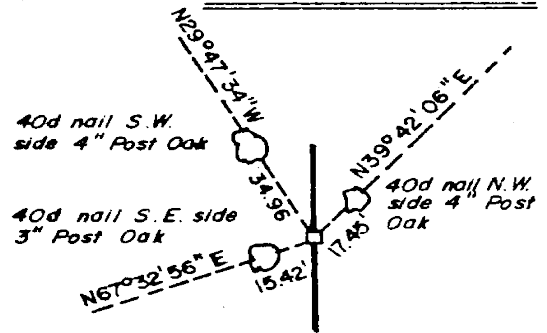 N29°47'34"W
N39°42'06"E
40d nail S.W.
side 4" Post Oak
34.96
40d nail N.W.
side 4" Post
Oak
17.45'
40d nail S.E. side
3" Post Oak
15.42'
N67°32'56"E